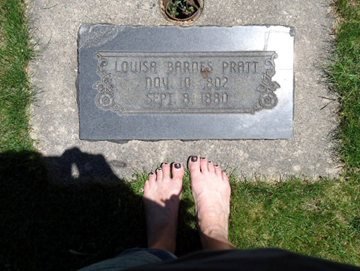 LOUISA BARNES PRATT
NOV. 10, 1802
SEPT. 8, 1880